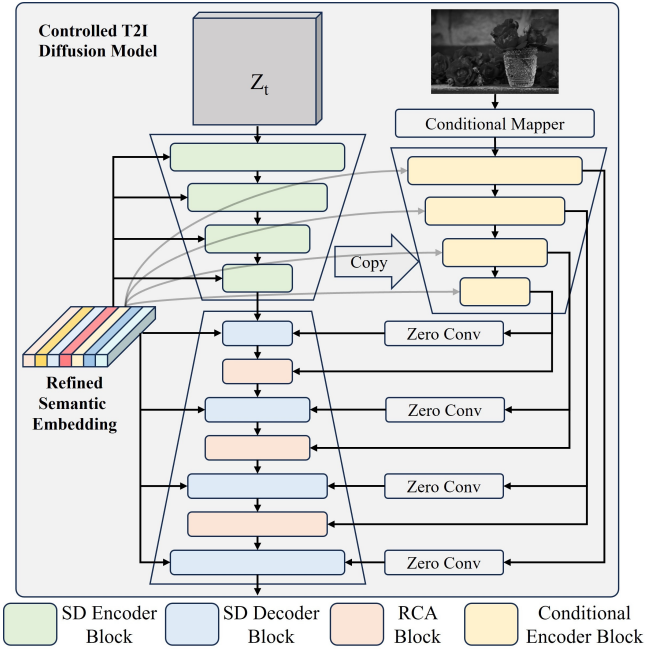 Controlled T2I
Diffusion Model
Z_t
Conditional Mapper
Copy
Refined
Semantic
Embedding
Zero Conv
Zero Conv
Zero Conv
Zero Conv
SD Encoder
Block
SD Decoder
Block
RCA
Block
Conditional
Encoder Block